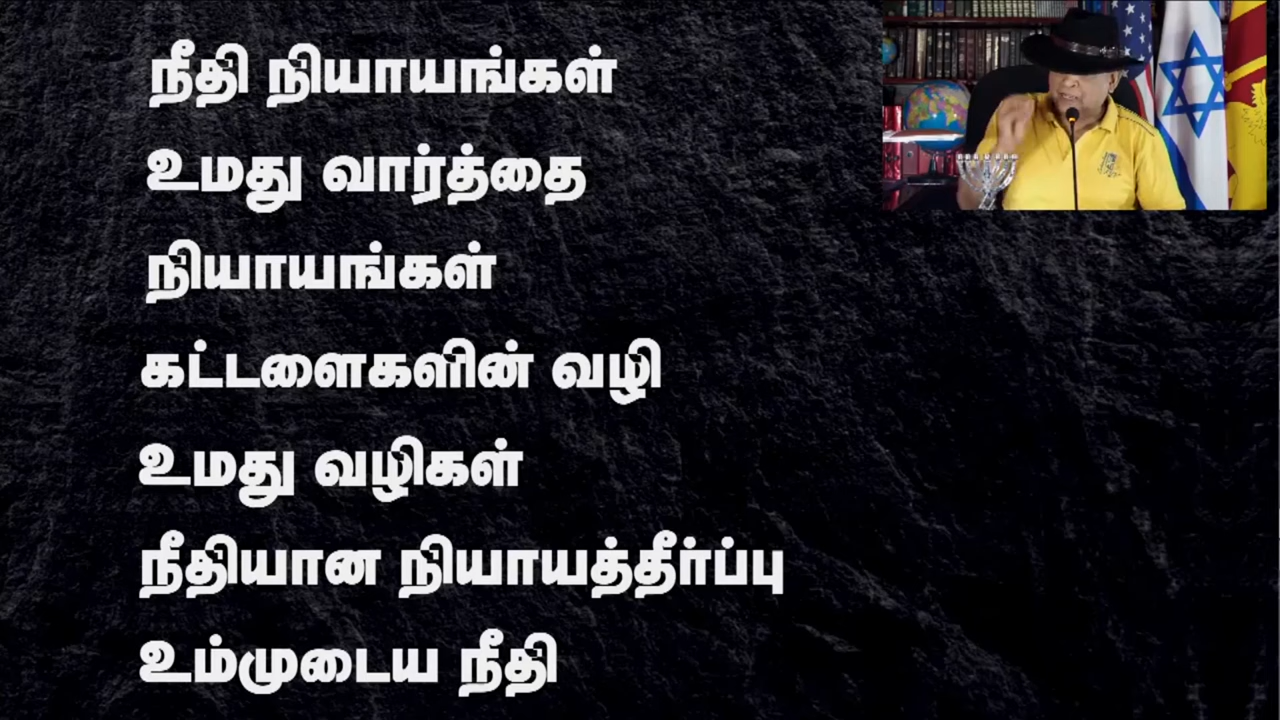 நீதி நியாயங்கள்
உமது வார்த்தை
நியாயங்கள்
கட்டளைகளின் வழி
உமது வழிகள்
நீதியான நியாயத்தீர்ப்பு
உம்முடைய நீதி